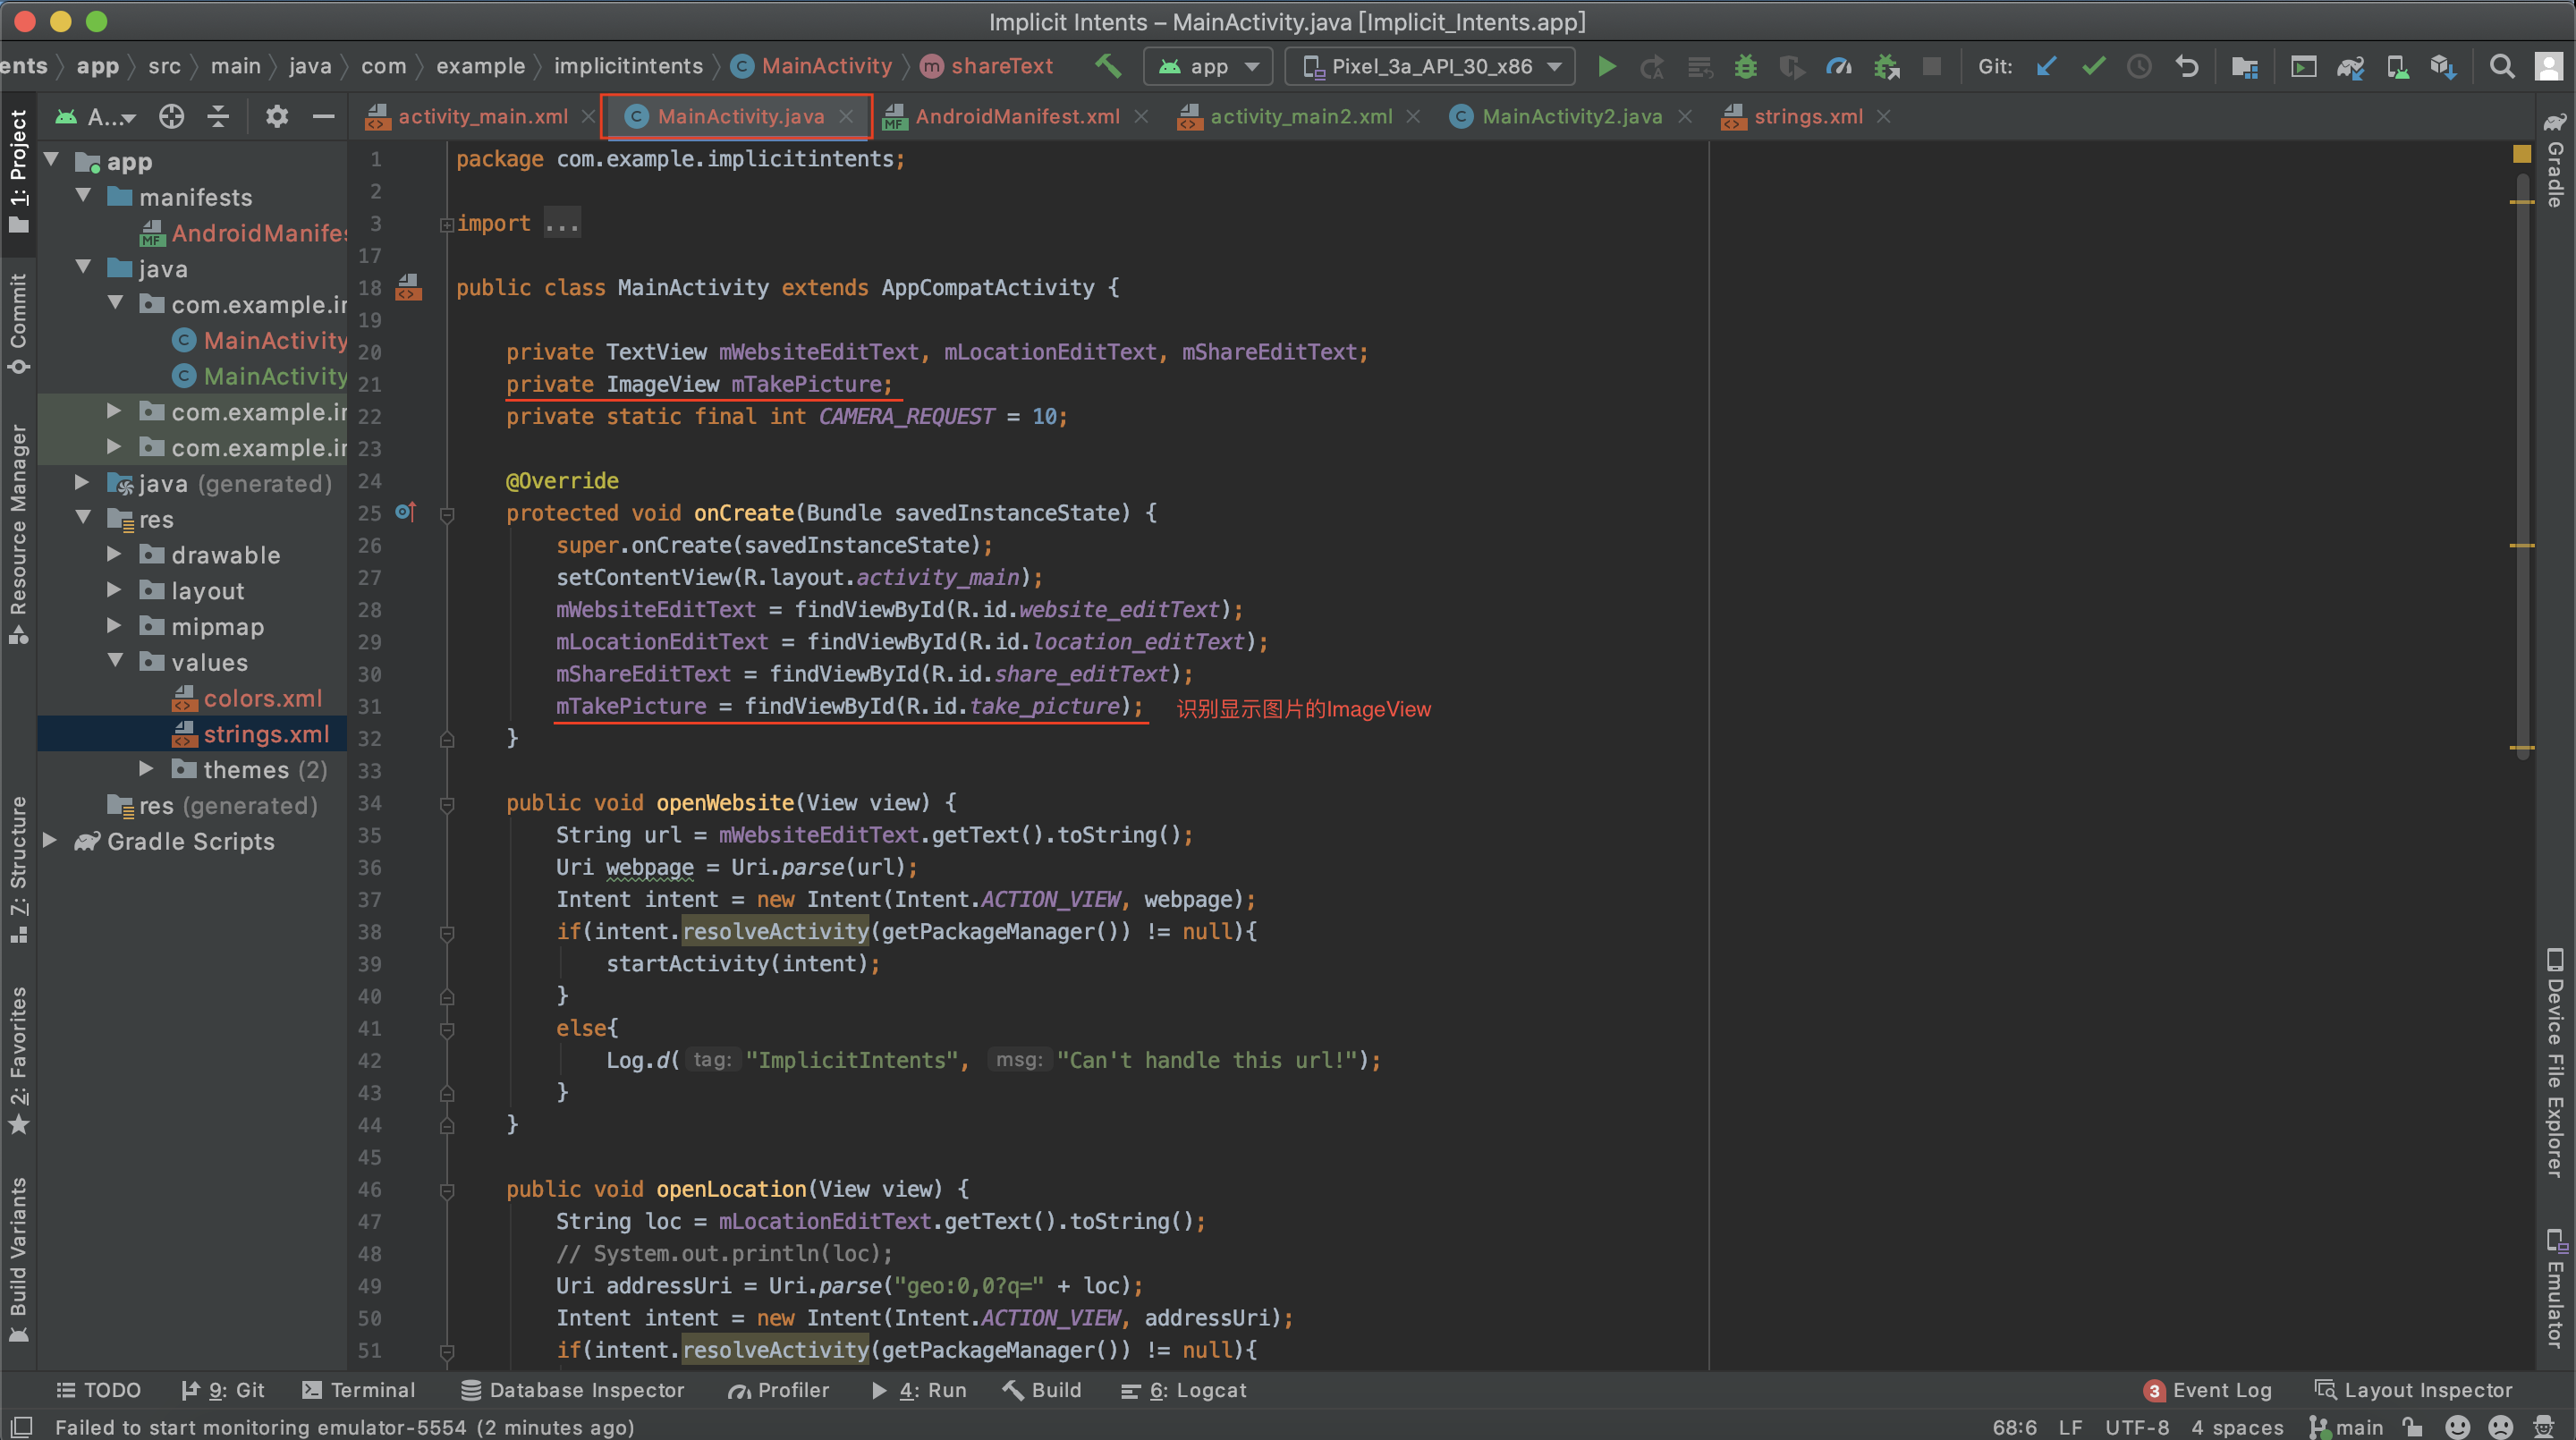 Implicit Intents – MainActivity.java [Implicit_Intents.app]
ents 〉 app 〉 src 〉 main 〉 java 〉 com 〉 example 〉 implicitintents 〉 MainActivity 〉 shareText
app
Pixel_3a_API_30_x86
Git:
A...
activity_main.xml
MainActivity.java
AndroidManifest.xml
activity_main2.xml
MainActivity2.java
strings.xml
1: Project
Commit
Resource Manager
Z: Structure
2: Favorites
Build Variants
app
manifests
AndroidManifes
java
com.example.ir
MainActivity
MainActivity
com.example.ir
com.example.ir
java (generated)
res
drawable
layout
mipmap
values
colors.xml
strings.xml
themes (2)
res (generated)
Gradle Scripts
1 package com.example.implicitintents;
2
3 import ...
17
18 public class MainActivity extends AppCompatActivity {
19
20 private TextView mWebsiteEditText, mLocationEditText, mShareEditText;
21 private ImageView mTakePicture;
22 private static final int CAMERA_REQUEST = 10;
23
24 @Override
25 protected void onCreate(Bundle savedInstanceState) {
26 super.onCreate(savedInstanceState);
27 setContentView(R.layout.activity_main);
28 mWebsiteEditText = findViewById(R.id.website_editText);
29 mLocationEditText = findViewById(R.id.location_editText);
30 mShareEditText = findViewById(R.id.share_editText);
31 mTakePicture = findViewById(R.id.take_picture); 识别显示图片的ImageView
32 }
33
34 public void openWebsite(View view) {
35 String url = mWebsiteEditText.getText().toString();
36 Uri webpage = Uri.parse(url);
37 Intent intent = new Intent(Intent.ACTION_VIEW, webpage);
38 if(intent.resolveActivity(getPackageManager()) != null){
39 startActivity(intent);
40 }
41 else{
42 Log.d( tag: "ImplicitIntents", msg: "Can't handle this url!");
43 }
44 }
45
46 public void openLocation(View view) {
47 String loc = mLocationEditText.getText().toString();
48 // System.out.println(loc);
49 Uri addressUri = Uri.parse("geo:0,0?q=" + loc);
50 Intent intent = new Intent(Intent.ACTION_VIEW, addressUri);
51 if(intent.resolveActivity(getPackageManager()) != null){
Gradle
Device File Explorer
Emulator
TODO
9: Git
Terminal
Database Inspector
Profiler
4: Run
Build
6: Logcat
3 Event Log
Layout Inspector
Failed to start monitoring emulator-5554 (2 minutes ago)
68:6 LF UTF-8 4 spaces main